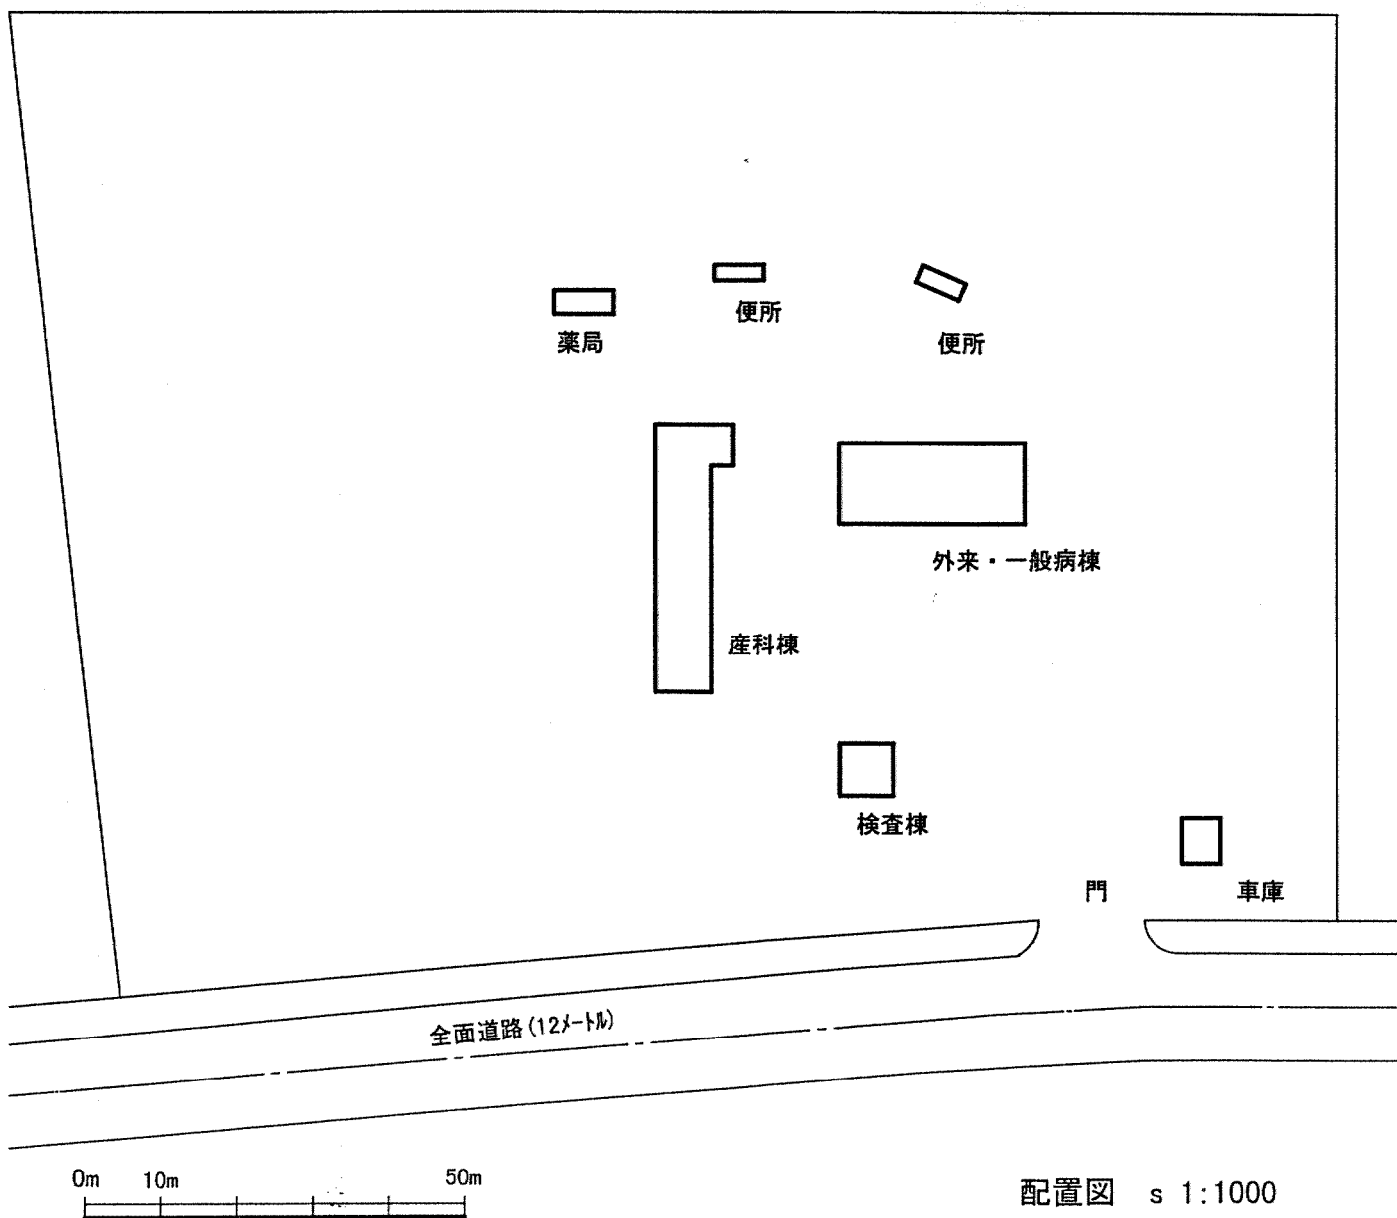 便所
薬局
便所
外来・一般病棟
産科棟
検査棟
門
車庫
全面道路(12メートル)
0m 10m 50m
配置図 s 1:1000